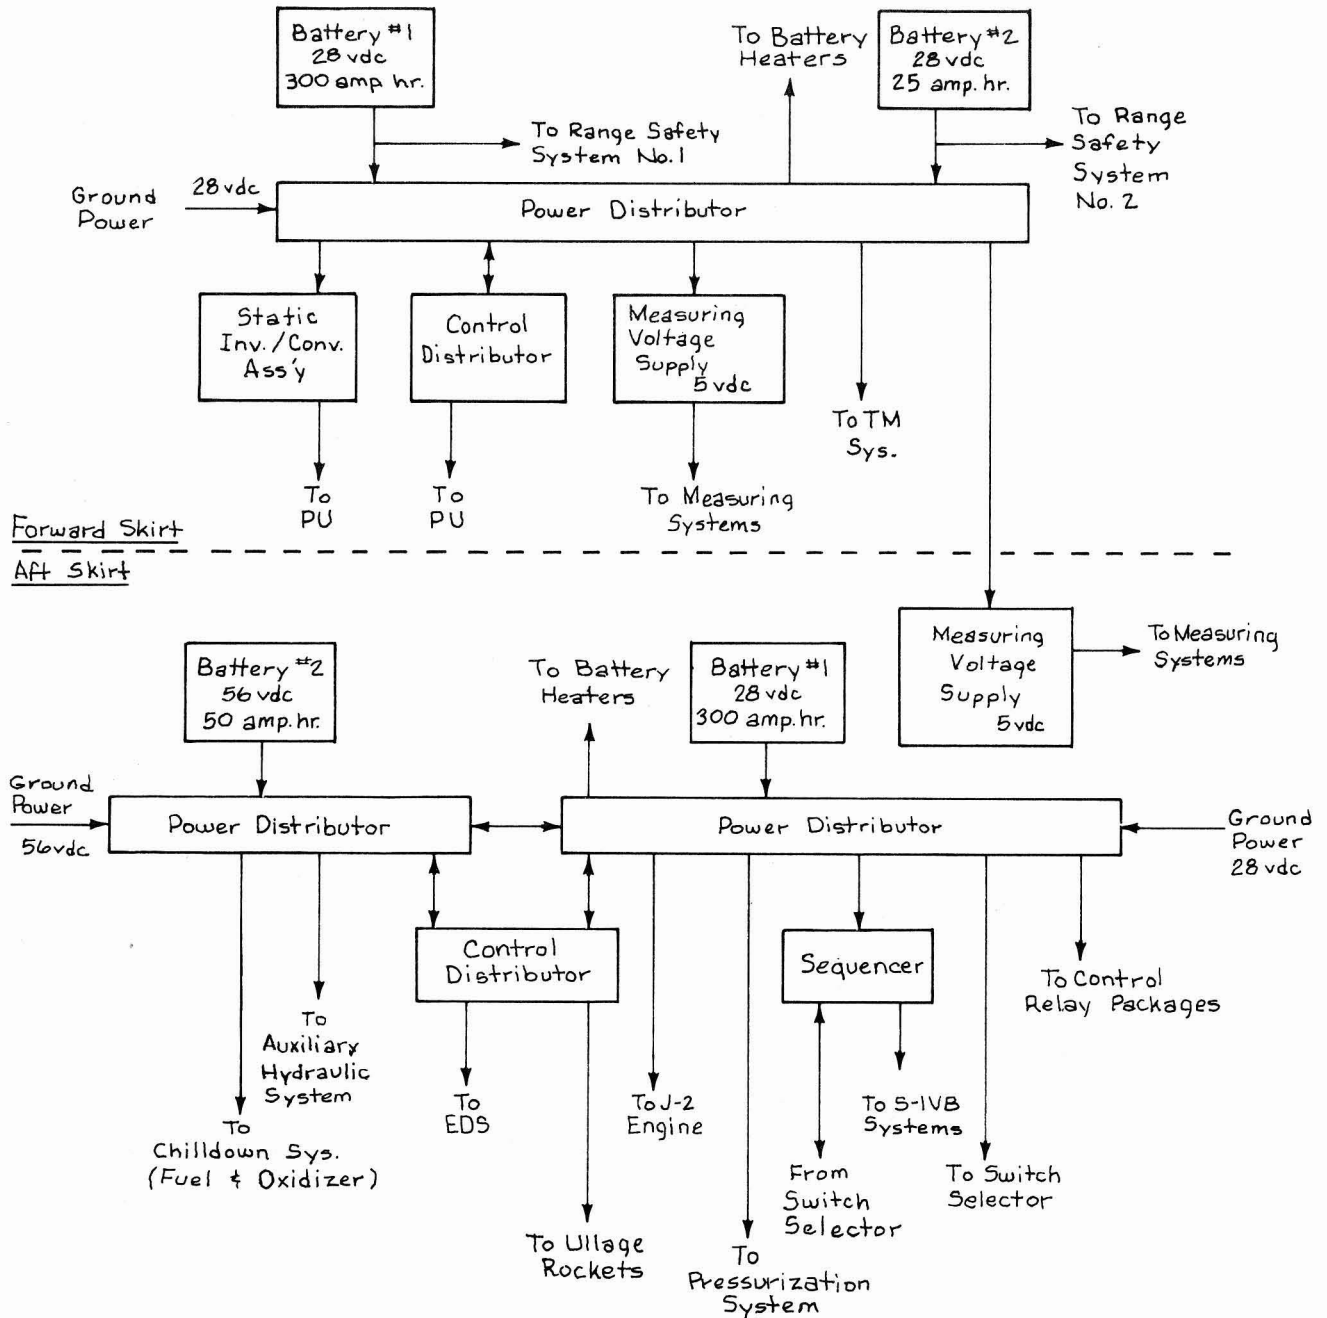 Battery #1
28 vdc
300 amp. hr.
To Battery
Heaters
Battery #2
28 vdc
25 amp. hr.
To Range Safety
System No. 1
To Range
Safety
System
No. 2
Ground
Power
28 vdc
Power Distributor
Static
Inv./Conv.
Ass'y
Control
Distributor
Measuring
Voltage
Supply
5 vdc
To TM
Sys.
To
PU
To
PU
To Measuring
Systems
Forward Skirt
Aft Skirt
Battery #2
56 vdc
50 amp. hr.
To Battery
Heaters
Battery #1
28 vdc
300 amp. hr.
Measuring
Voltage
Supply
5 vdc
To Measuring
Systems
Ground
Power
56 vdc
Power Distributor
Power Distributor
Ground
Power
28 vdc
Control
Distributor
Sequencer
To Control
Relay Packages
To
Auxiliary
Hydraulic
System
To
Chilldown Sys.
(Fuel & Oxidizer)
To
EDS
To J-2
Engine
To S-IVB
Systems
From
Switch
Selector
To Switch
Selector
To Ullage
Rockets
To
Pressurization
System